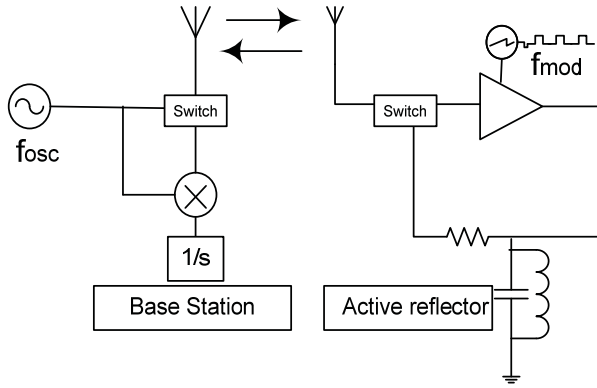 Switch
Switch
fmod
fosc
1/s
Base Station
Active reflector